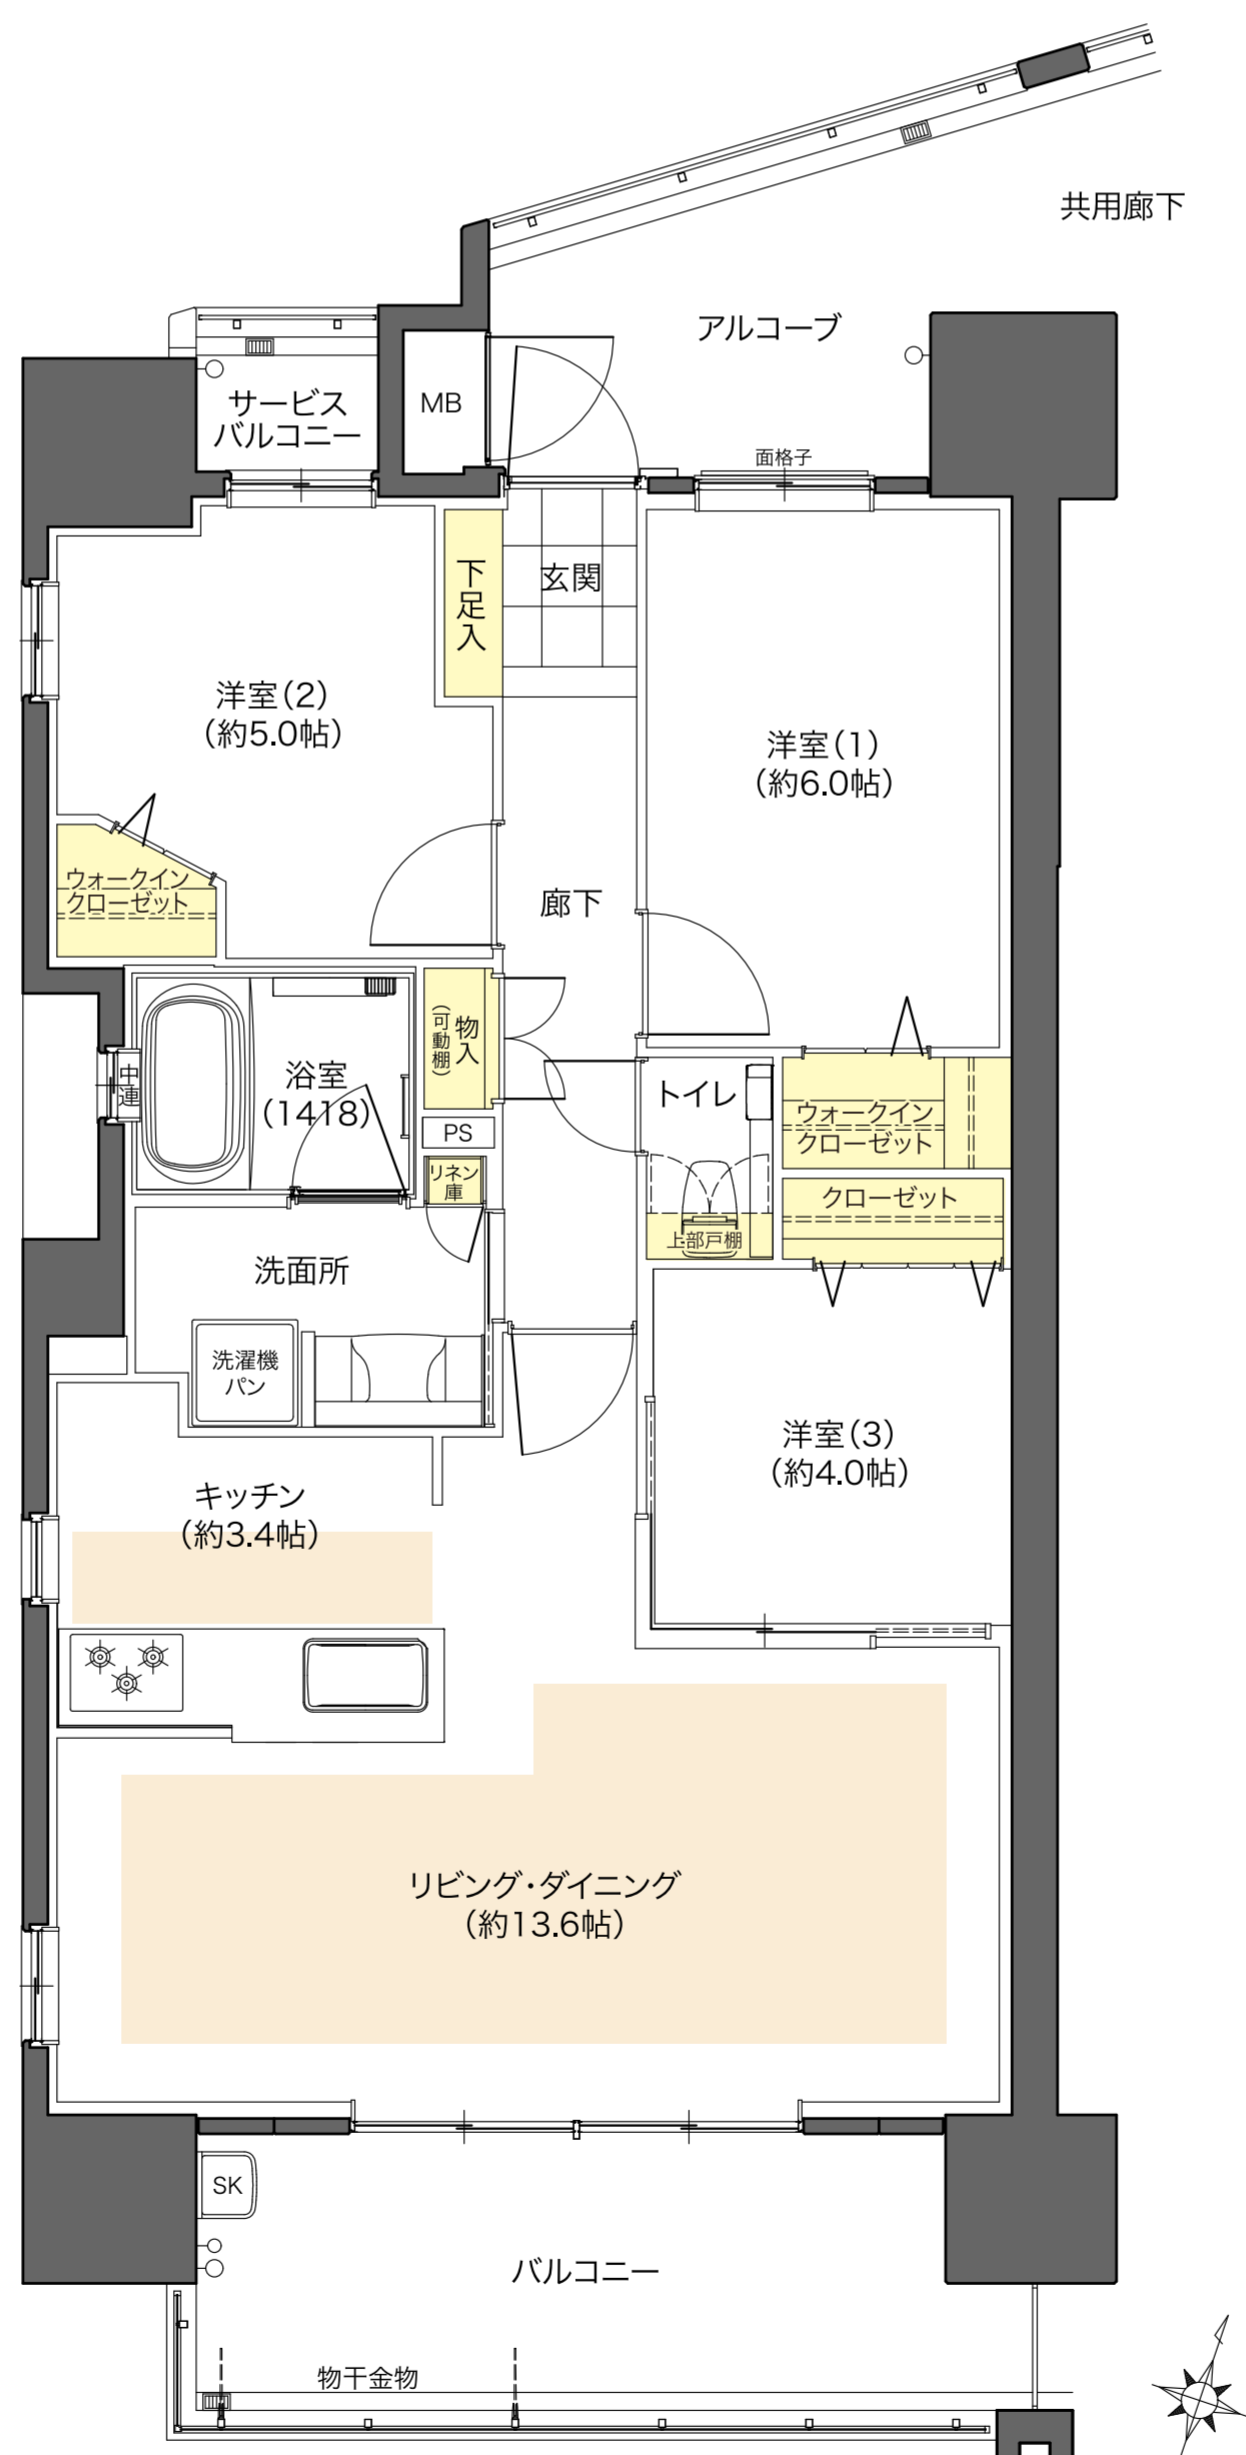 共用廊下
アルコーブ
サービス
バルコニー
MB
面格子
下足入
玄関
洋室(2)
(約5.0帖)
洋室(1)
(約6.0帖)
ウォークイン
クローゼット
廊下
物入
(可動棚)
浴室
(1418)
中連
トイレ
ウォークイン
クローゼット
PS
リネン
庫
クローゼット
上部戸棚
洗面所
洗濯機
パン
洋室(3)
(約4.0帖)
キッチン
(約3.4帖)
リビング・ダイニング
(約13.6帖)
SK
バルコニー
物干金物